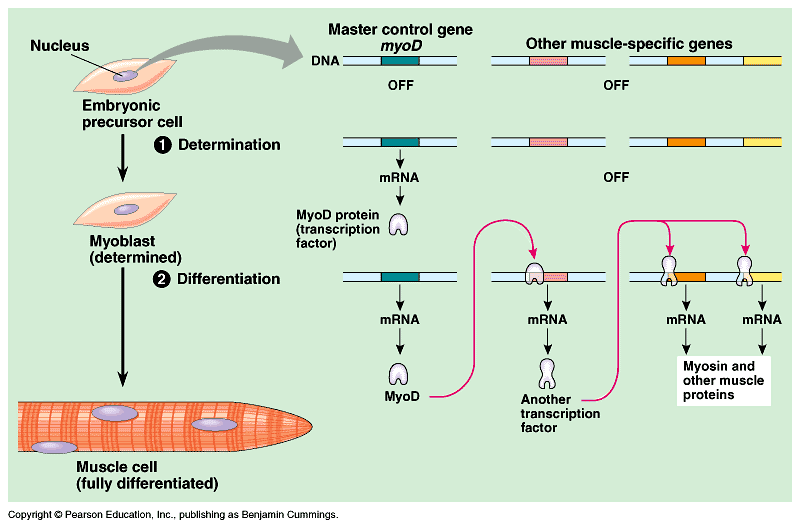 Master control gene
myoD
Other muscle-specific genes
Nucleus
DNA
OFF
OFF
Embryonic
precursor cell
1 Determination
mRNA
OFF
MyoD protein
(transcription
factor)
Myoblast
(determined)
2 Differentiation
mRNA
mRNA
mRNA
mRNA
MyoD
Another
transcription
factor
Myosin and
other muscle
proteins
Muscle cell
(fully differentiated)
Copyright © Pearson Education, Inc., publishing as Benjamin Cummings.